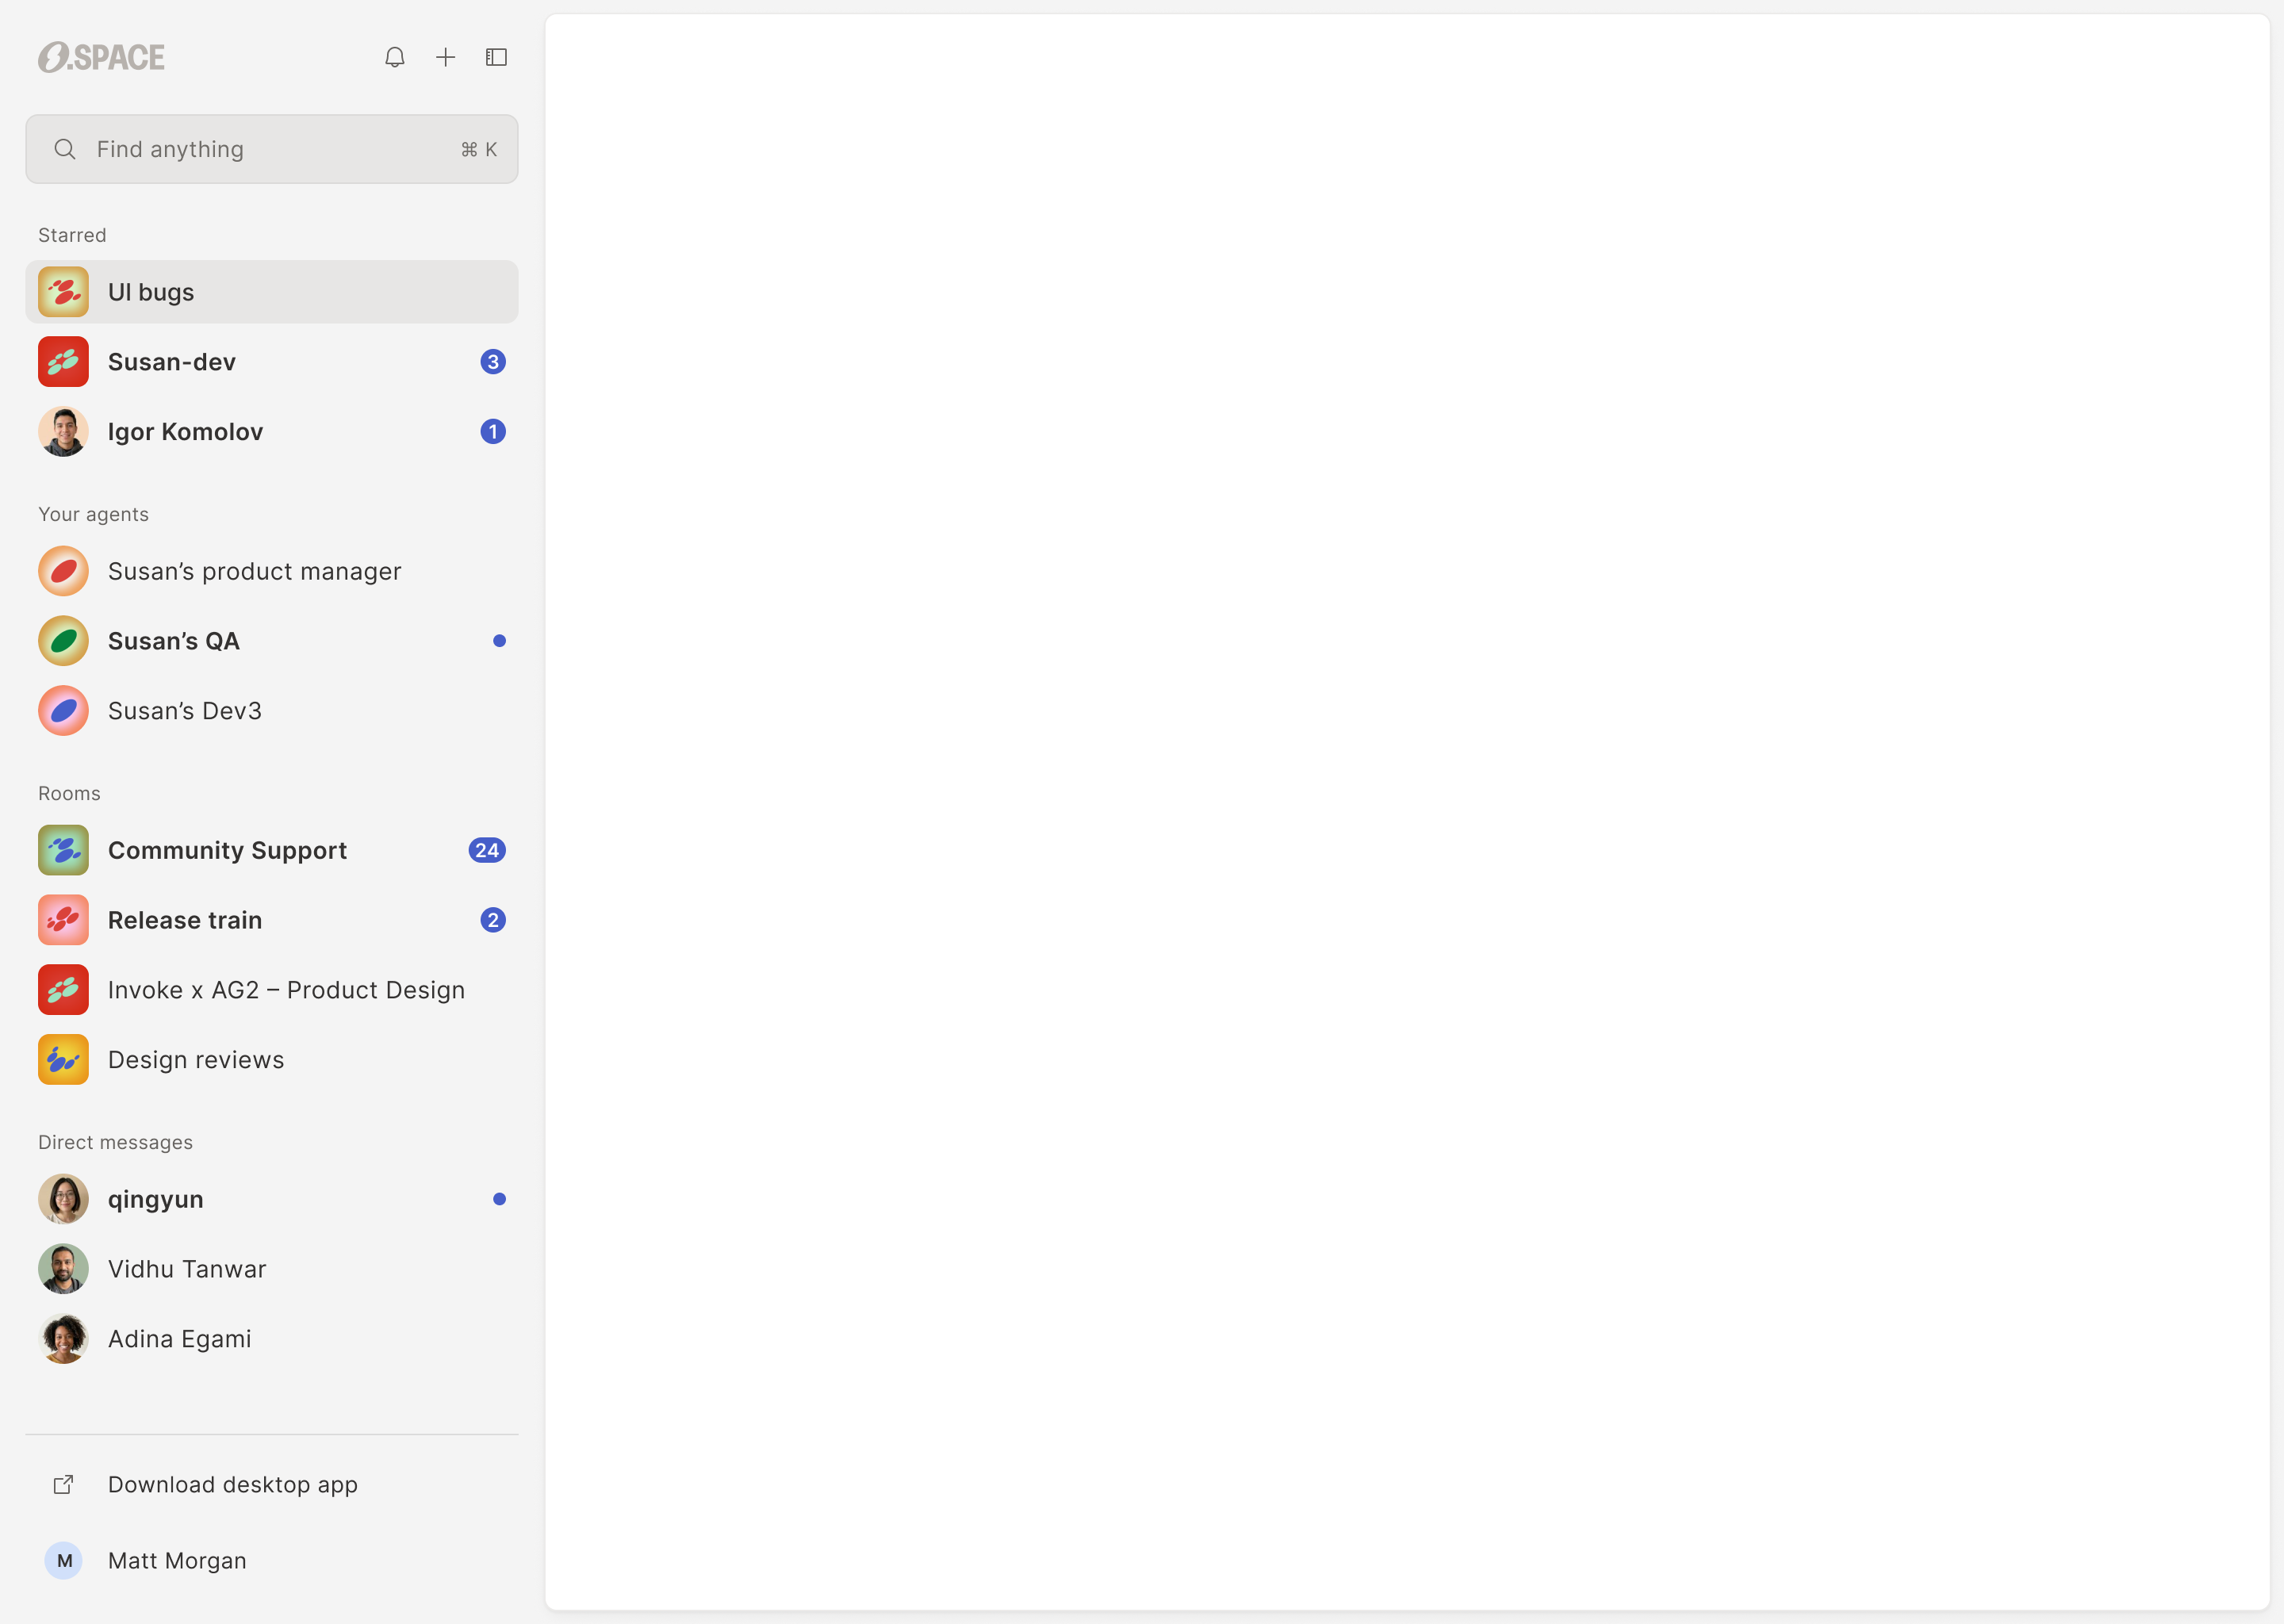 O.SPACE
Find anything ⌘ K
Starred
UI bugs
Susan-dev 3
Igor Komolov 1
Your agents
Susan’s product manager
Susan’s QA
Susan’s Dev3
Rooms
Community Support 24
Release train 2
Invoke x AG2 – Product Design
Design reviews
Direct messages
qingyun
Vidhu Tanwar
Adina Egami
Download desktop app
M Matt Morgan